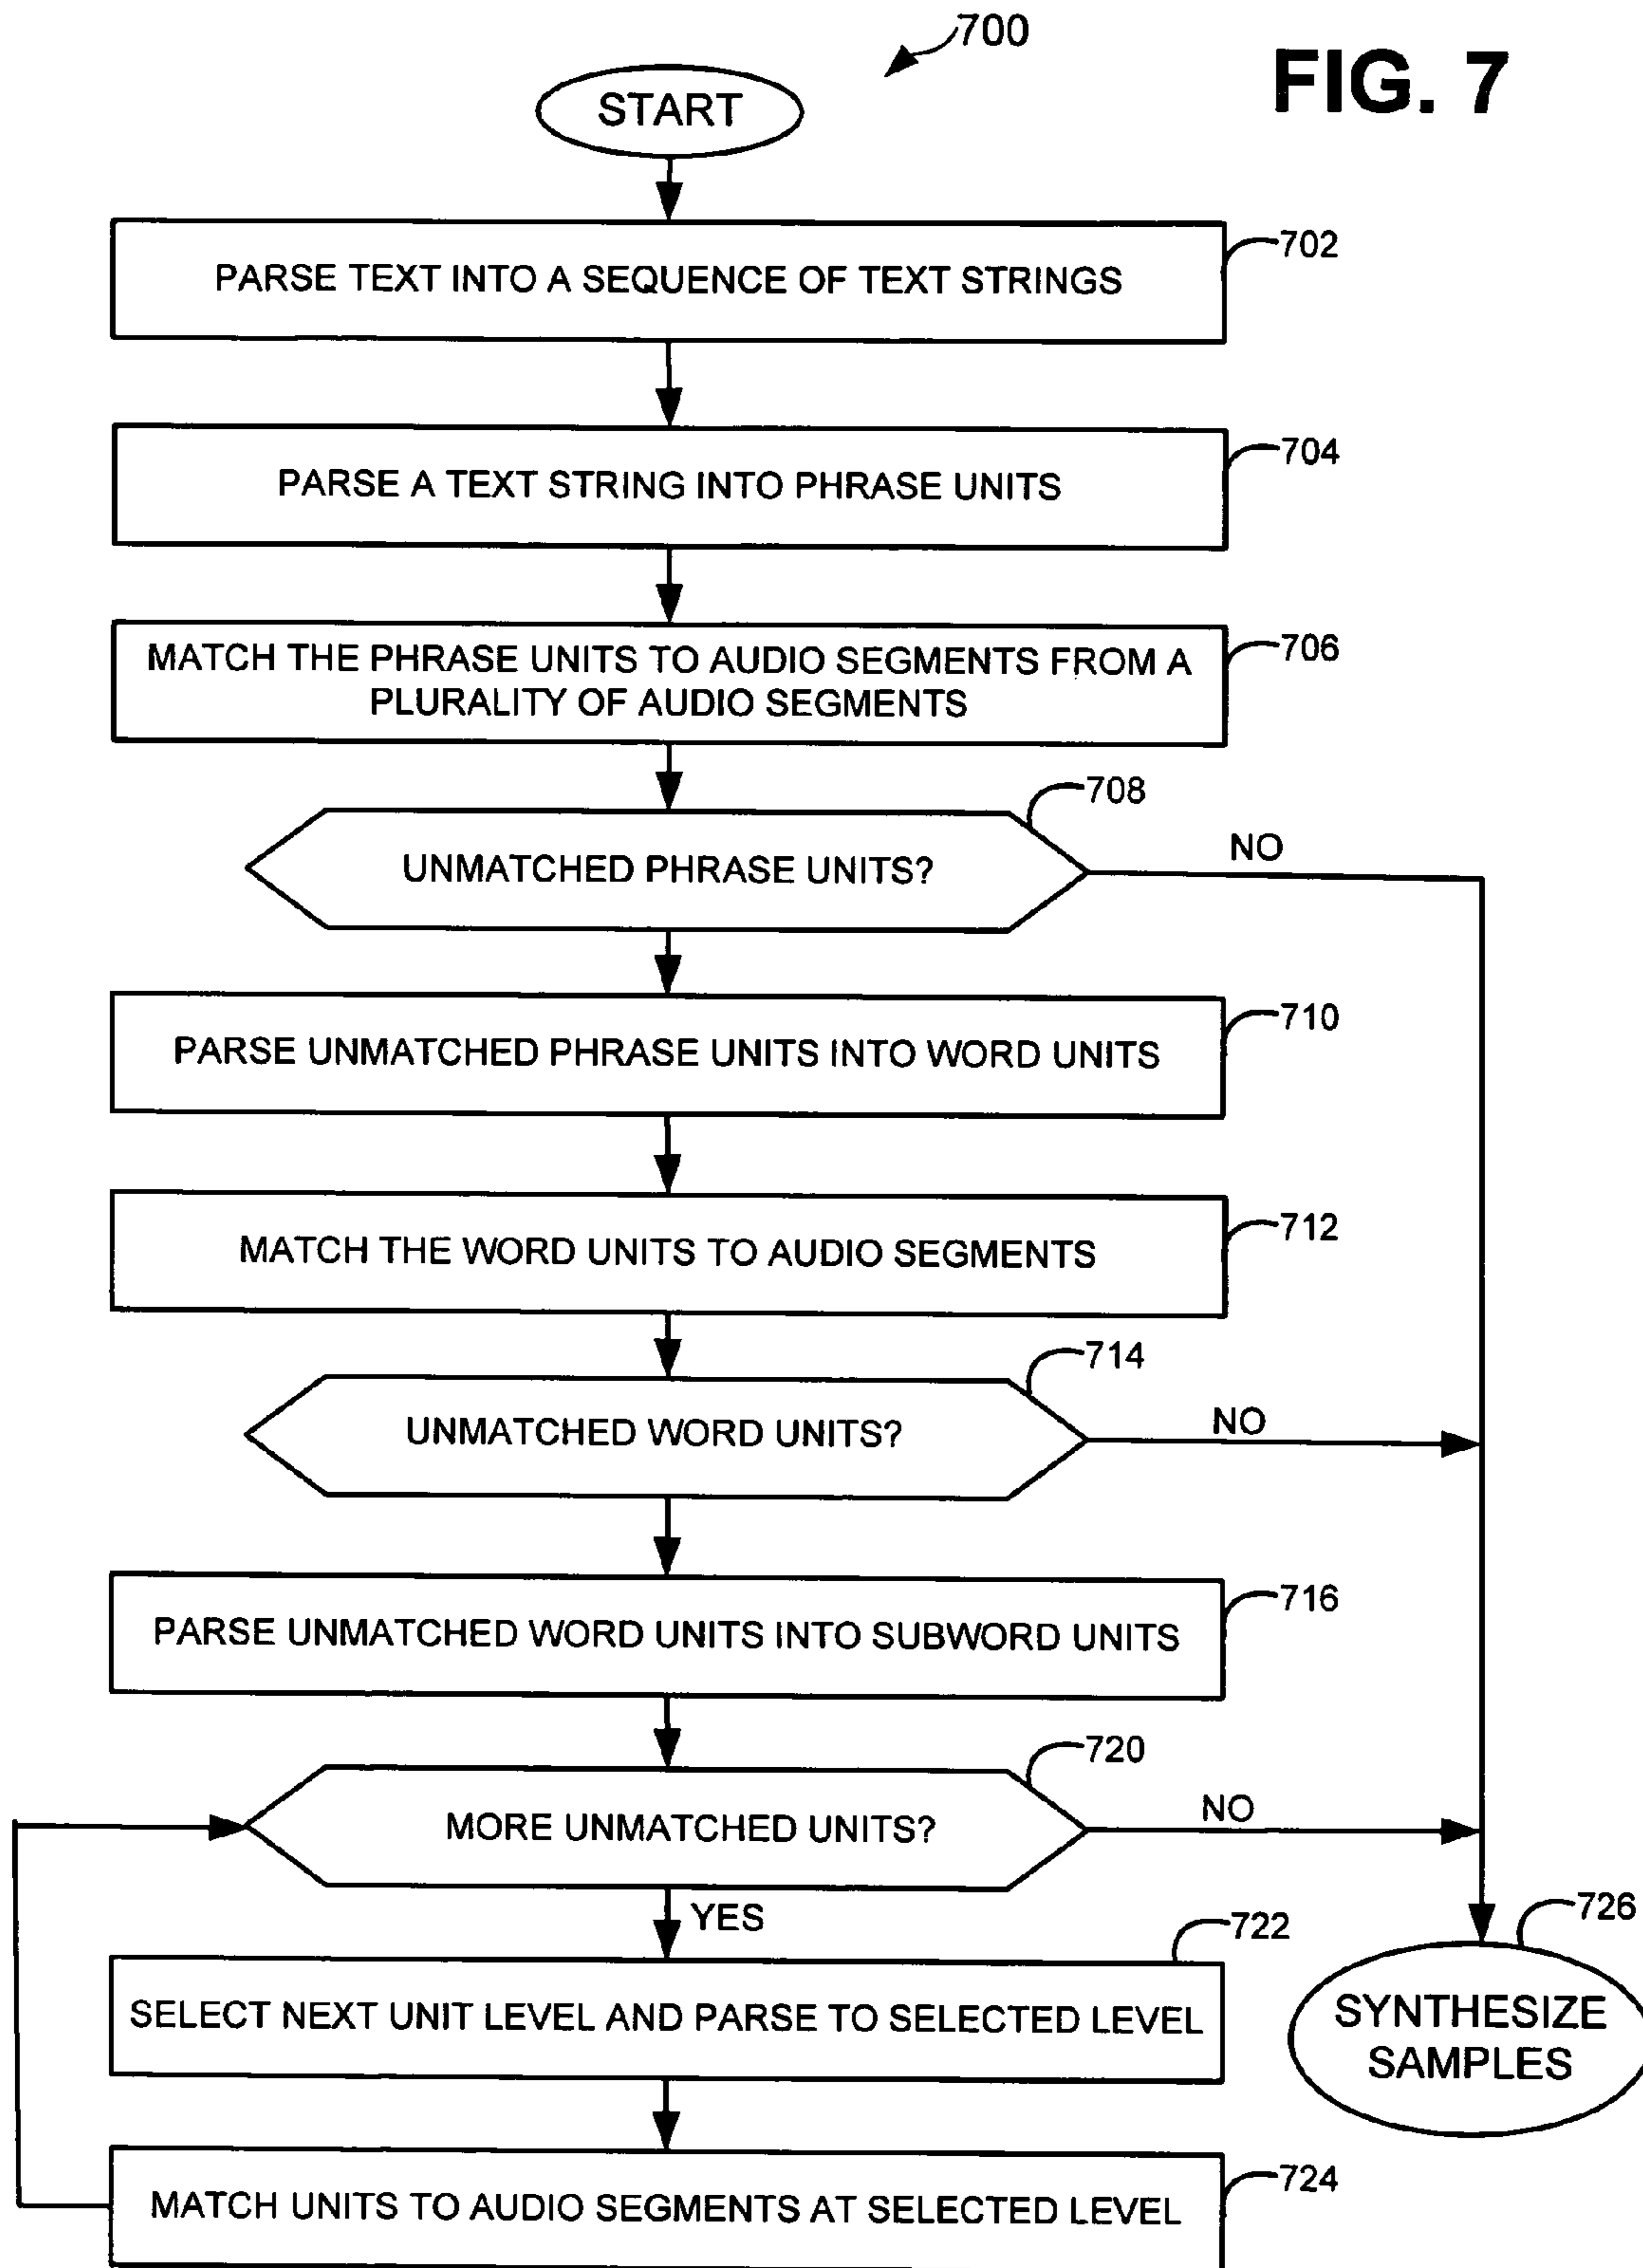 700
FIG. 7
START
702
PARSE TEXT INTO A SEQUENCE OF TEXT STRINGS
704
PARSE A TEXT STRING INTO PHRASE UNITS
706
MATCH THE PHRASE UNITS TO AUDIO SEGMENTS FROM A
PLURALITY OF AUDIO SEGMENTS
708
UNMATCHED PHRASE UNITS?
NO
710
PARSE UNMATCHED PHRASE UNITS INTO WORD UNITS
712
MATCH THE WORD UNITS TO AUDIO SEGMENTS
714
UNMATCHED WORD UNITS?
NO
716
PARSE UNMATCHED WORD UNITS INTO SUBWORD UNITS
720
MORE UNMATCHED UNITS?
NO
YES
722
726
SELECT NEXT UNIT LEVEL AND PARSE TO SELECTED LEVEL
SYNTHESIZE
SAMPLES
724
MATCH UNITS TO AUDIO SEGMENTS AT SELECTED LEVEL